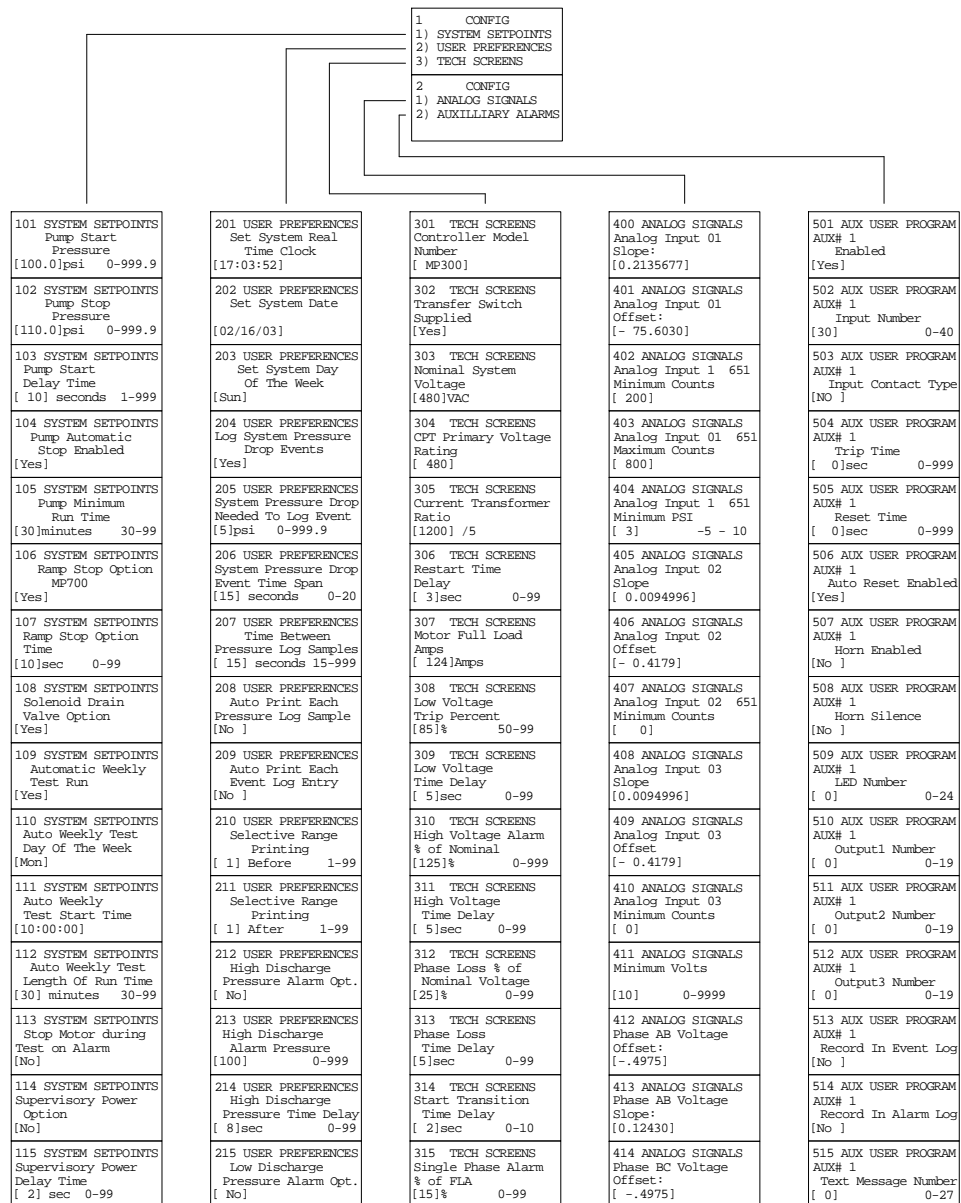 1 CONFIG
1) SYSTEM SETPOINTS
2) USER PREFERENCES
3) TECH SCREENS
2 CONFIG
1) ANALOG SIGNALS
2) AUXILLIARY ALARMS
101 SYSTEM SETPOINTS
Pump Start
Pressure
[100.0]psi 0-999.9
102 SYSTEM SETPOINTS
Pump Stop
Pressure
[110.0]psi 0-999.9
103 SYSTEM SETPOINTS
Pump Start
Delay Time
[ 10] seconds 1-999
104 SYSTEM SETPOINTS
Pump Automatic
Stop Enabled
[Yes]
105 SYSTEM SETPOINTS
Pump Minimum
Run Time
[30]minutes 30-99
106 SYSTEM SETPOINTS
Ramp Stop Option
MP700
[Yes]
107 SYSTEM SETPOINTS
Ramp Stop Option
Time
[10]sec 0-99
108 SYSTEM SETPOINTS
Solenoid Drain
Valve Option
[Yes]
109 SYSTEM SETPOINTS
Automatic Weekly
Test Run
[Yes]
110 SYSTEM SETPOINTS
Auto Weekly Test
Day Of The Week
[Mon]
111 SYSTEM SETPOINTS
Auto Weekly
Test Start Time
[10:00:00]
112 SYSTEM SETPOINTS
Auto Weekly Test
Length Of Run Time
[30] minutes 30-99
113 SYSTEM SETPOINTS
Stop Motor during
Test on Alarm
[No]
114 SYSTEM SETPOINTS
Supervisory Power
Option
[No]
115 SYSTEM SETPOINTS
Supervisory Power
Delay Time
[ 2] sec 0-99
201 USER PREFERENCES
Set System Real
Time Clock
[17:03:52]
202 USER PREFERENCES
Set System Date
[02/16/03]
203 USER PREFERENCES
Set System Day
Of The Week
[Sun]
204 USER PREFERENCES
Log System Pressure
Drop Events
[Yes]
205 USER PREFERENCES
System Pressure Drop
Needed To Log Event
[5]psi 0-999.9
206 USER PREFERENCES
System Pressure Drop
Event Time Span
[15] seconds 0-20
207 USER PREFERENCES
Time Between
Pressure Log Samples
[ 15] seconds 15-999
208 USER PREFERENCES
Auto Print Each
Pressure Log Sample
[No ]
209 USER PREFERENCES
Auto Print Each
Event Log Entry
[No ]
210 USER PREFERENCES
Selective Range
Printing
[ 1] Before 1-99
211 USER PREFERENCES
Selective Range
Printing
[ 1] After 1-99
212 USER PREFERENCES
High Discharge
Pressure Alarm Opt.
[ No]
213 USER PREFERENCES
High Discharge
Alarm Pressure
[100] 0-999
214 USER PREFERENCES
High Discharge
Pressure Time Delay
[ 8]sec 0-99
215 USER PREFERENCES
Low Discharge
Pressure Alarm Opt.
[ No]
301 TECH SCREENS
Controller Model
Number
[ MP300]
302 TECH SCREENS
Transfer Switch
Supplied
[Yes]
303 TECH SCREENS
Nominal System
Voltage
[480]VAC
304 TECH SCREENS
CPT Primary Voltage
Rating
[ 480]
305 TECH SCREENS
Current Transformer
Ratio
[1200] /5
306 TECH SCREENS
Restart Time
Delay
[ 3]sec 0-99
307 TECH SCREENS
Motor Full Load
Amps
[ 124]Amps
308 TECH SCREENS
Low Voltage
Trip Percent
[85]% 50-99
309 TECH SCREENS
Low Voltage
Time Delay
[ 5]sec 0-99
310 TECH SCREENS
High Voltage Alarm
% of Nominal
[125]% 0-999
311 TECH SCREENS
High Voltage
Time Delay
[ 5]sec 0-99
312 TECH SCREENS
Phase Loss % of
Nominal Voltage
[25]% 0-99
313 TECH SCREENS
Phase Loss
Time Delay
[5]sec 0-99
314 TECH SCREENS
Start Transition
Time Delay
[ 2]sec 0-10
315 TECH SCREENS
Single Phase Alarm
% of FLA
[15]% 0-99
400 ANALOG SIGNALS
Analog Input 01
Slope:
[0.2135677]
401 ANALOG SIGNALS
Analog Input 01
Offset:
[- 75.6030]
402 ANALOG SIGNALS
Analog Input 1 651
Minimum Counts
[ 200]
403 ANALOG SIGNALS
Analog Input 01 651
Maximum Counts
[ 800]
404 ANALOG SIGNALS
Analog Input 1 651
Minimum PSI
[ 3] -5 - 10
405 ANALOG SIGNALS
Analog Input 02
Slope
[ 0.0094996]
406 ANALOG SIGNALS
Analog Input 02
Offset
[- 0.4179]
407 ANALOG SIGNALS
Analog Input 02 651
Minimum Counts
[ 0]
408 ANALOG SIGNALS
Analog Input 03
Slope
[0.0094996]
409 ANALOG SIGNALS
Analog Input 03
Offset
[- 0.4179]
410 ANALOG SIGNALS
Analog Input 03
Minimum Counts
[ 0]
411 ANALOG SIGNALS
Minimum Volts
[10] 0-9999
412 ANALOG SIGNALS
Phase AB Voltage
Offset:
[-.4975]
413 ANALOG SIGNALS
Phase AB Voltage
Slope:
[0.12430]
414 ANALOG SIGNALS
Phase BC Voltage
Offset:
[ -.4975]
501 AUX USER PROGRAM
AUX# 1
Enabled
[Yes]
502 AUX USER PROGRAM
AUX# 1
Input Number
[30] 0-40
503 AUX USER PROGRAM
AUX# 1
Input Contact Type
[NO ]
504 AUX USER PROGRAM
AUX# 1
Trip Time
[ 0]sec 0-999
505 AUX USER PROGRAM
AUX# 1
Reset Time
[ 0]sec 0-999
506 AUX USER PROGRAM
AUX# 1
Auto Reset Enabled
[Yes]
507 AUX USER PROGRAM
AUX# 1
Horn Enabled
[No ]
508 AUX USER PROGRAM
AUX# 1
Horn Silence
[No ]
509 AUX USER PROGRAM
AUX# 1
LED Number
[ 0] 0-24
510 AUX USER PROGRAM
AUX# 1
Output1 Number
[ 0] 0-19
511 AUX USER PROGRAM
AUX# 1
Output2 Number
[ 0] 0-19
512 AUX USER PROGRAM
AUX# 1
Output3 Number
[ 0] 0-19
513 AUX USER PROGRAM
AUX# 1
Record In Event Log
[No ]
514 AUX USER PROGRAM
AUX# 1
Record In Alarm Log
[No ]
515 AUX USER PROGRAM
AUX# 1
Text Message Number
[ 0] 0-27